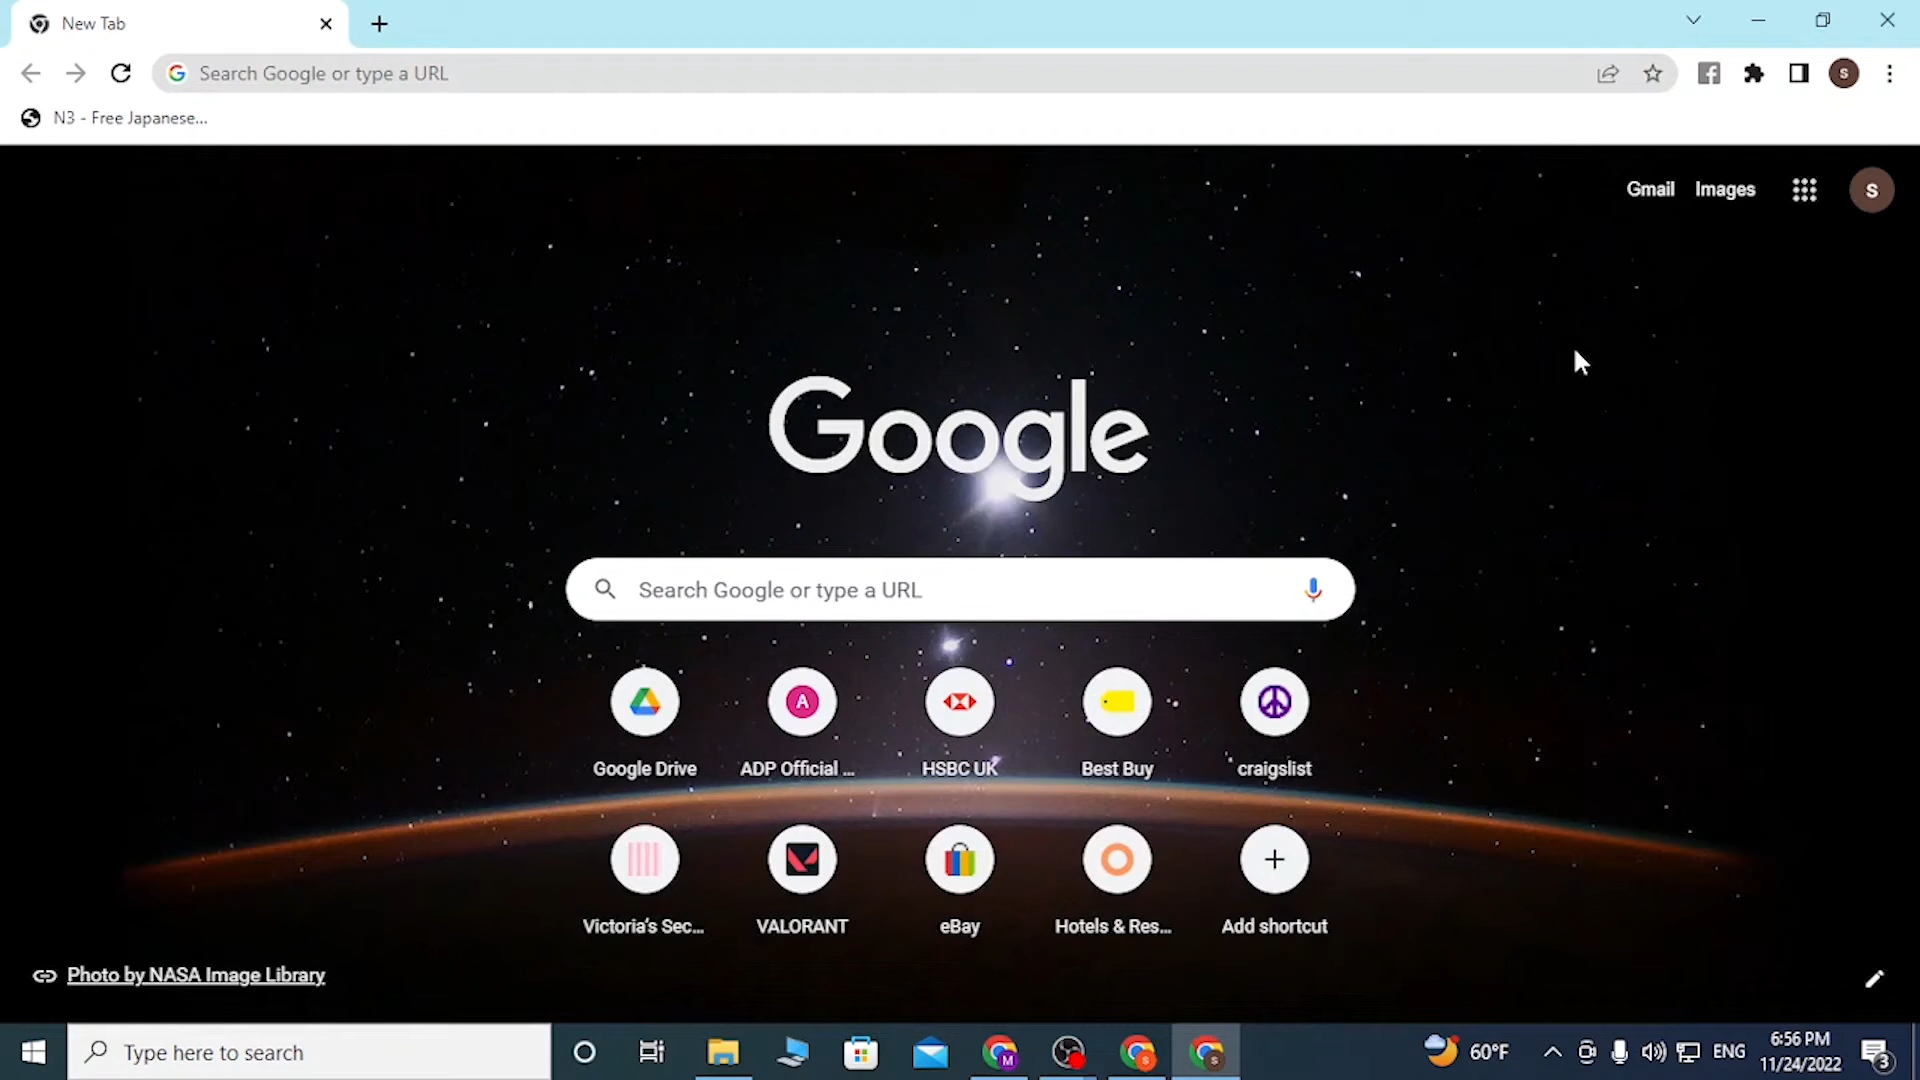 New Tab
Search Google or type a URL
S
N3 - Free Japanese...
Gmail
Images
S
Google
Search Google or type a URL
A
Google Drive
ADP Official ...
HSBC UK
Best Buy
craigslist
Victoria's Sec...
VALORANT
eBay
Hotels & Res...
Add shortcut
Photo by NASA Image Library
Type here to search
M
S
S
60°F
ENG
6:56 PM
11/24/2022
3